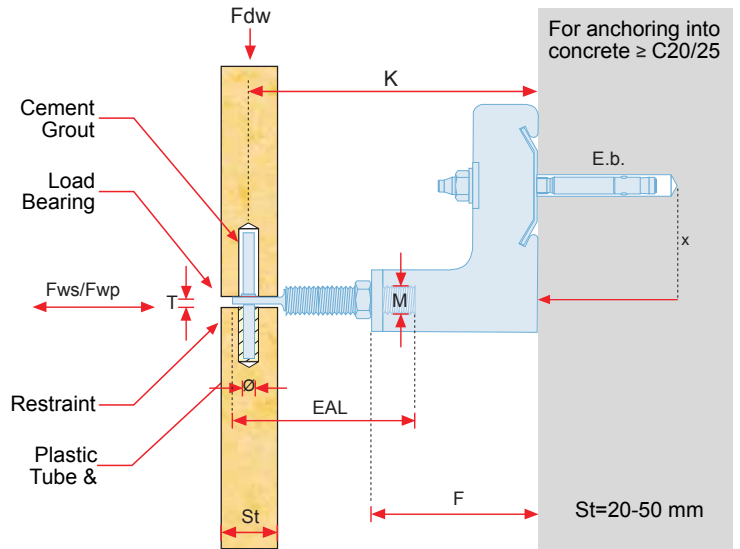 Fdw
For anchoring into
concrete ≥ C20/25
K
Cement
Grout
E.b.
Load
Bearing
x
Fws/Fwp
T
M
Ø
Restraint
EAL
Plastic
Tube &
F
St
St=20-50 mm